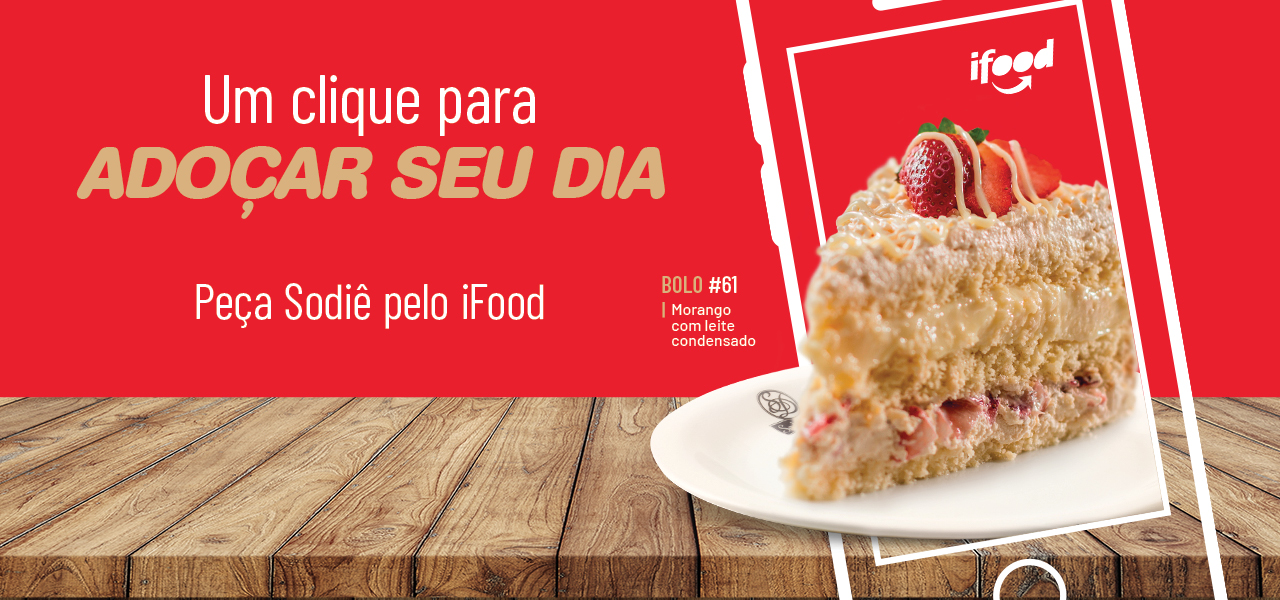 Um clique para
ADOÇAR SEU DIA
Peça Sodiê pelo iFood
BOLO #61
Morango
com leite
condensado
ifood